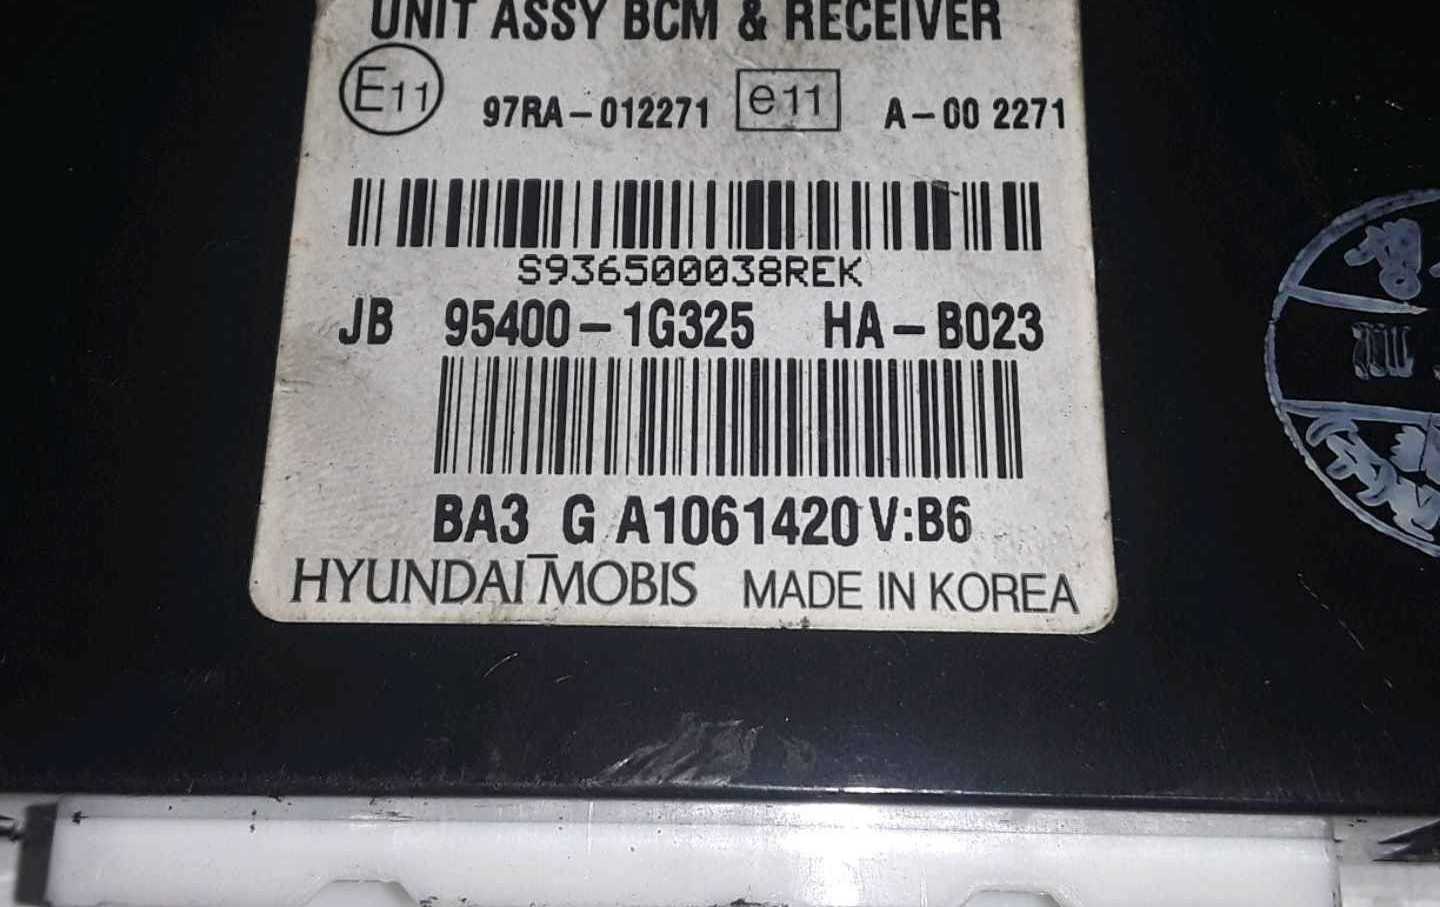 UNIT ASSY BCM & RECEIVER
E11 97RA-012271 e11 A-00 2271
S936500038REK
JB 95400-1G325 HA-B023
BA3_G A1061420 V:B6
HYUNDAI MOBIS MADE IN KOREA